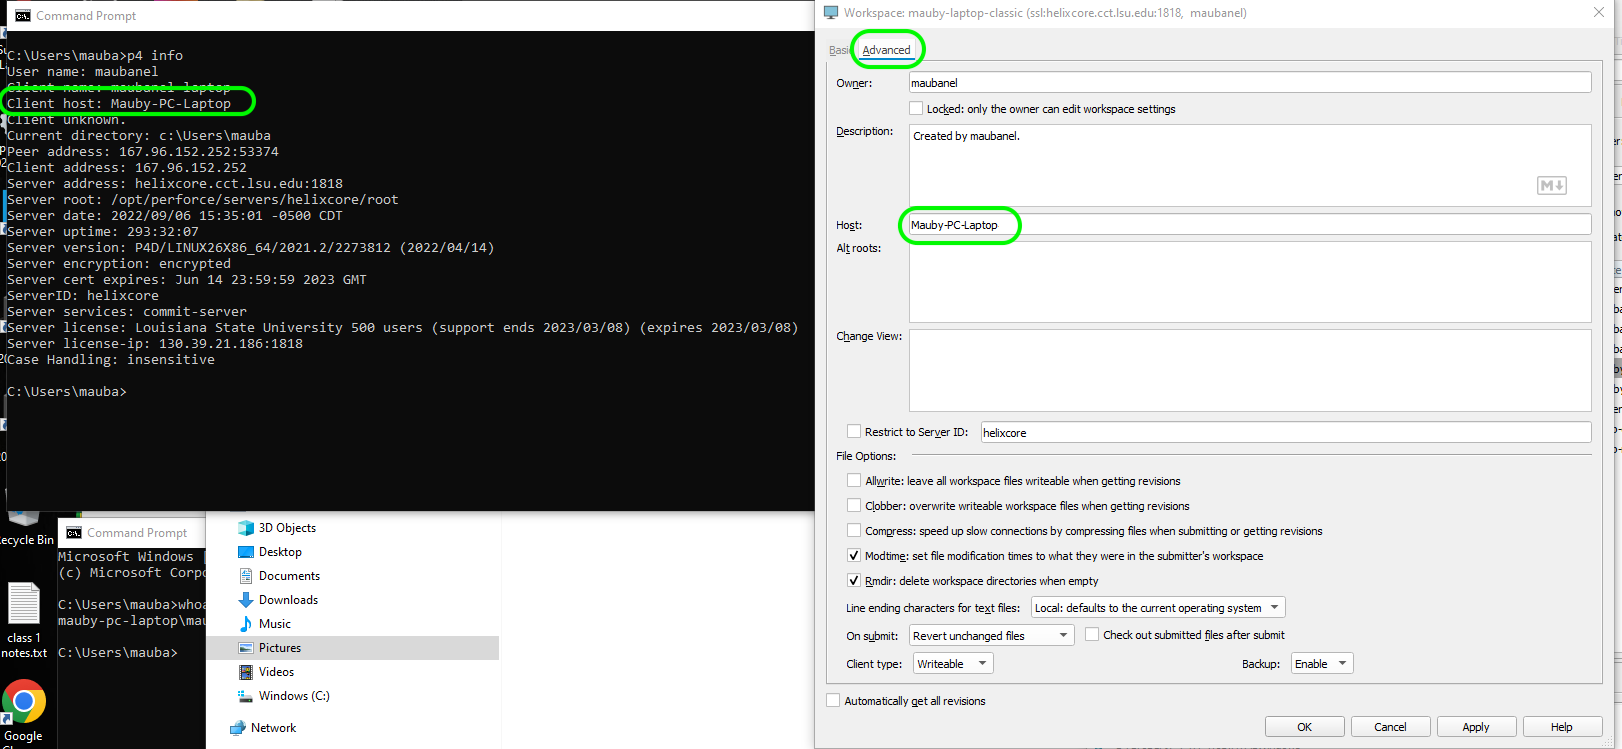 Command Prompt
C:\Users\mauba>p4 info
User name: maubanel
Client name: maubanel-laptop
Client host: Mauby-PC-Laptop
Client unknown.
Current directory: c:\Users\mauba
Peer address: 167.96.152.252:53374
Client address: 167.96.152.252
Server address: helixcore.cct.lsu.edu:1818
Server root: /opt/perforce/servers/helixcore/root
Server date: 2022/09/06 15:35:01 -0500 CDT
Server uptime: 293:32:07
Server version: P4D/LINUX26X86_64/2021.2/2273812 (2022/04/14)
Server encryption: encrypted
Server cert expires: Jun 14 23:59:59 2023 GMT
ServerID: helixcore
Server services: commit-server
Server license: Louisiana State University 500 users (support ends 2023/03/08) (expires 2023/03/08)
Server license-ip: 130.39.21.186:1818
Case Handling: insensitive
C:\Users\mauba>
ecycle Bin
class 1
notes.txt
Google
Command Prompt
Microsoft Windows
(c) Microsoft Corpo
C:\Users\mauba>whoa
mauby-pc-laptop\mau
C:\Users\mauba>
3D Objects
Desktop
Documents
Downloads
Music
Pictures
Videos
Windows (C:)
Network
Workspace: mauby-laptop-classic (ssl:helixcore.cct.lsu.edu:1818, maubanel)
Basic Advanced
Owner: maubanel
Locked: only the owner can edit workspace settings
Description: Created by maubanel.
M
Host: Mauby-PC-Laptop
Alt roots:
Change View:
Restrict to Server ID: helixcore
File Options:
Allwrite: leave all workspace files writeable when getting revisions
Clobber: overwrite writeable workspace files when getting revisions
Compress: speed up slow connections by compressing files when submitting or getting revisions
Modtime: set file modification times to what they were in the submitter's workspace
Rmdir: delete workspace directories when empty
Line ending characters for text files: Local: defaults to the current operating system
On submit: Revert unchanged files Check out submitted files after submit
Client type: Writeable Backup: Enable
Automatically get all revisions
OK Cancel Apply Help